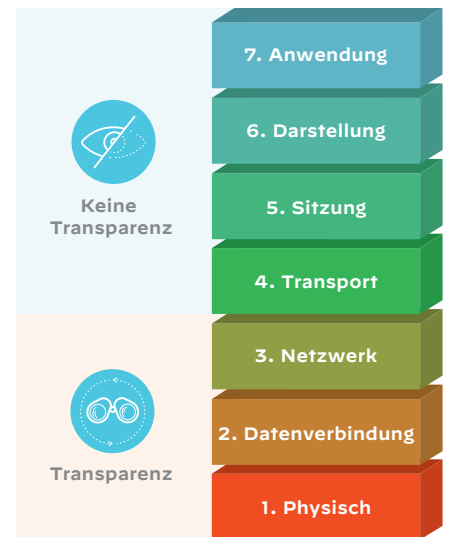 7. Anwendung
6. Darstellung
Keine
Transparenz
5. Sitzung
4. Transport
3. Netzwerk
2. Datenverbindung
Transparenz
1. Physisch